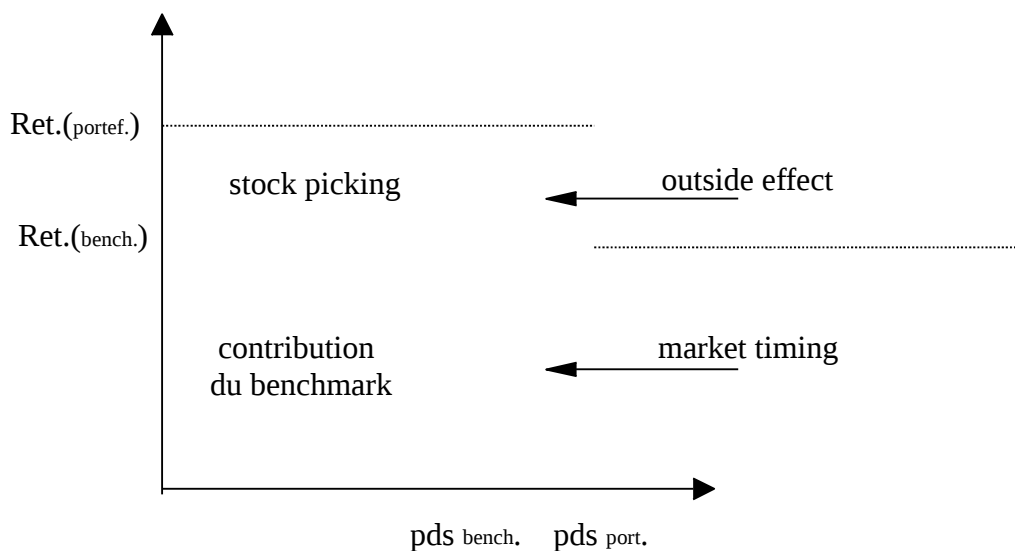 Ret.(portef.)
stock picking
outside effect
Ret.(bench.)
contribution
du benchmark
market timing
pds bench. pds port.